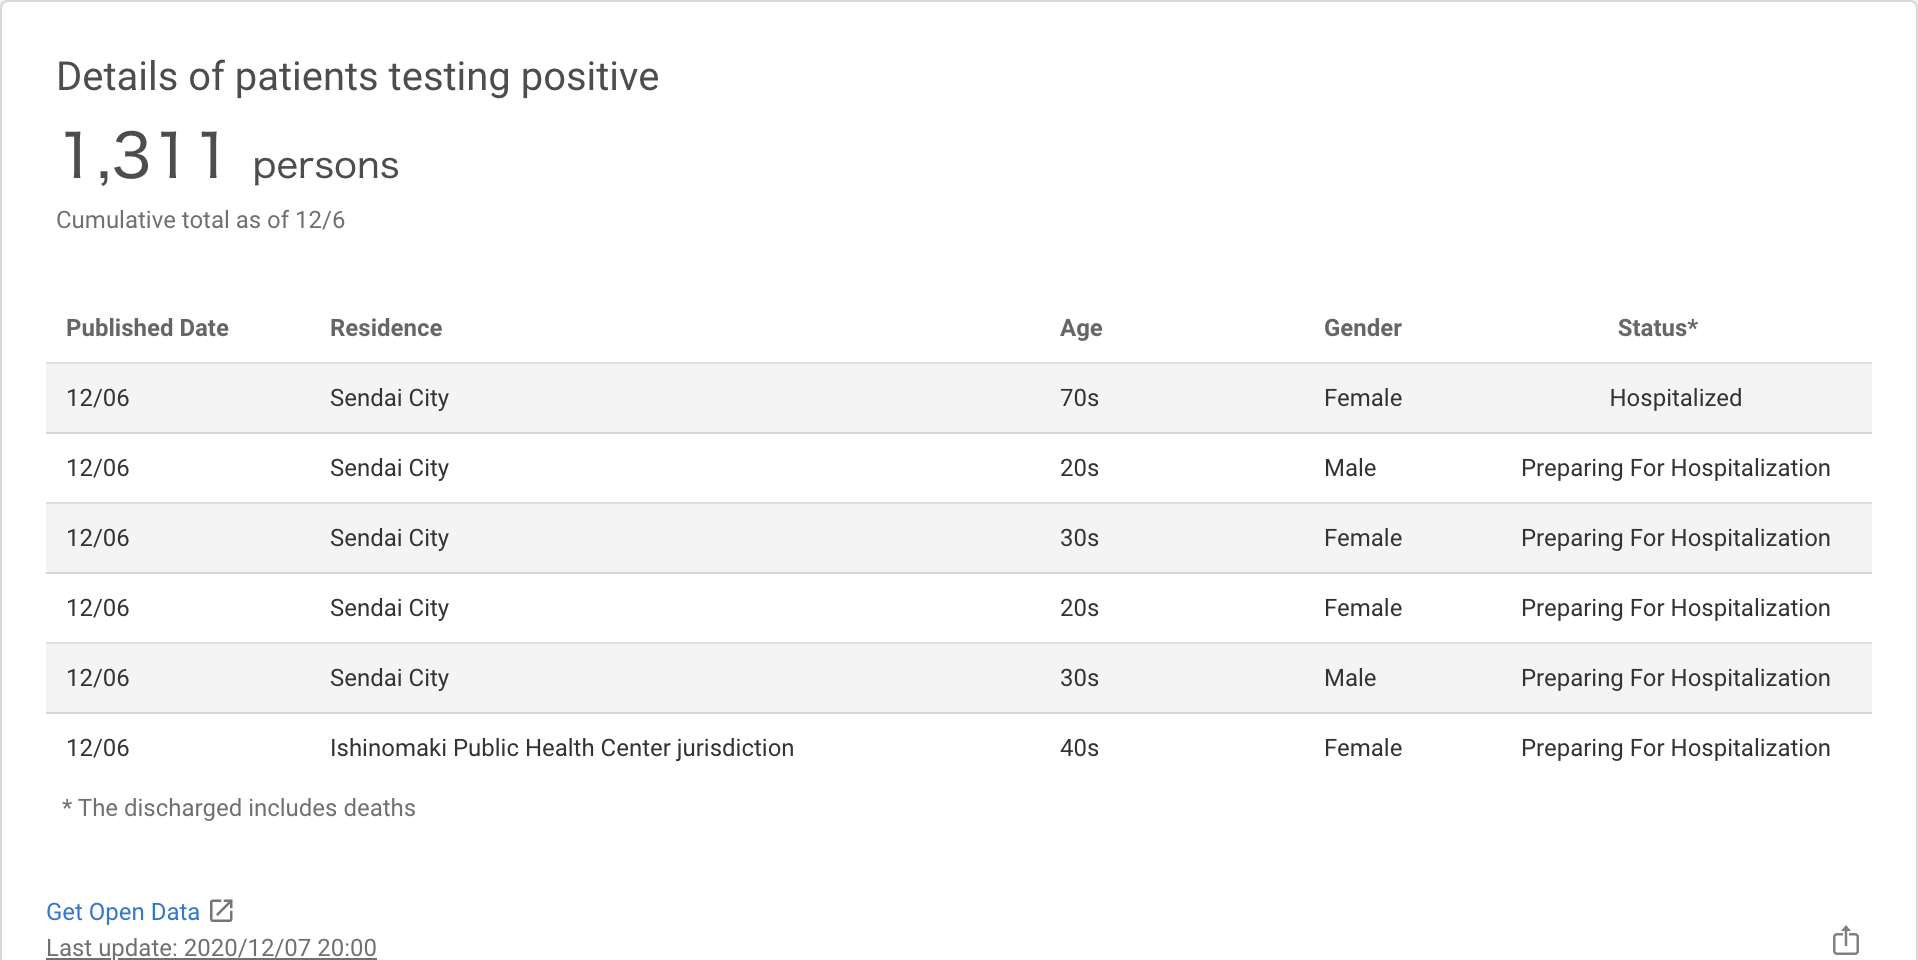 Details of patients testing positive
1,311 persons
Cumulative total as of 12/6
Published Date Residence Age Gender Status*
12/06 Sendai City 70s Female Hospitalized
12/06 Sendai City 20s Male Preparing For Hospitalization
12/06 Sendai City 30s Female Preparing For Hospitalization
12/06 Sendai City 20s Female Preparing For Hospitalization
12/06 Sendai City 30s Male Preparing For Hospitalization
12/06 Ishinomaki Public Health Center jurisdiction 40s Female Preparing For Hospitalization
* The discharged includes deaths
Get Open Data
Last update: 2020/12/07 20:00